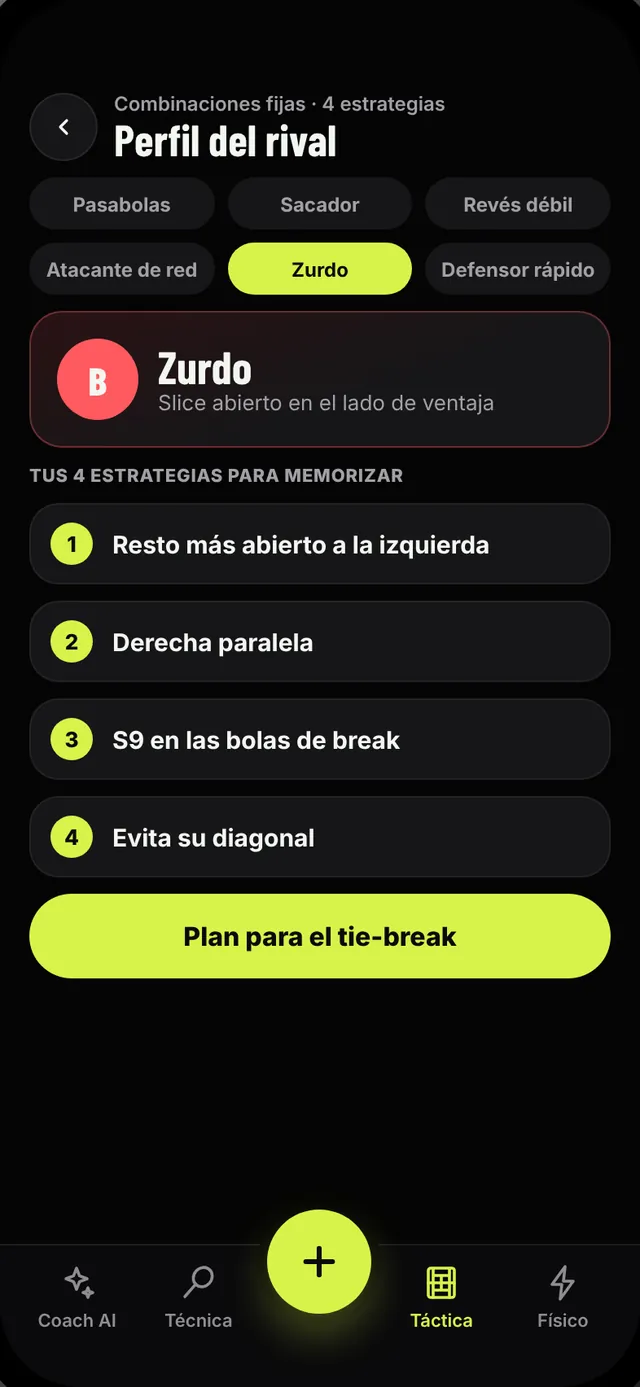 Combinaciones fijas · 4 estrategias
Perfil del rival
Pasabolas
Sacador
Revés débil
Atacante de red
Zurdo
Defensor rápido
B
Zurdo
Slice abierto en el lado de ventaja
TUS 4 ESTRATEGIAS PARA MEMORIZAR
1 Resto más abierto a la izquierda
2 Derecha paralela
3 S9 en las bolas de break
4 Evita su diagonal
Plan para el tie-break
Coach AI
Técnica
Táctica
Físico